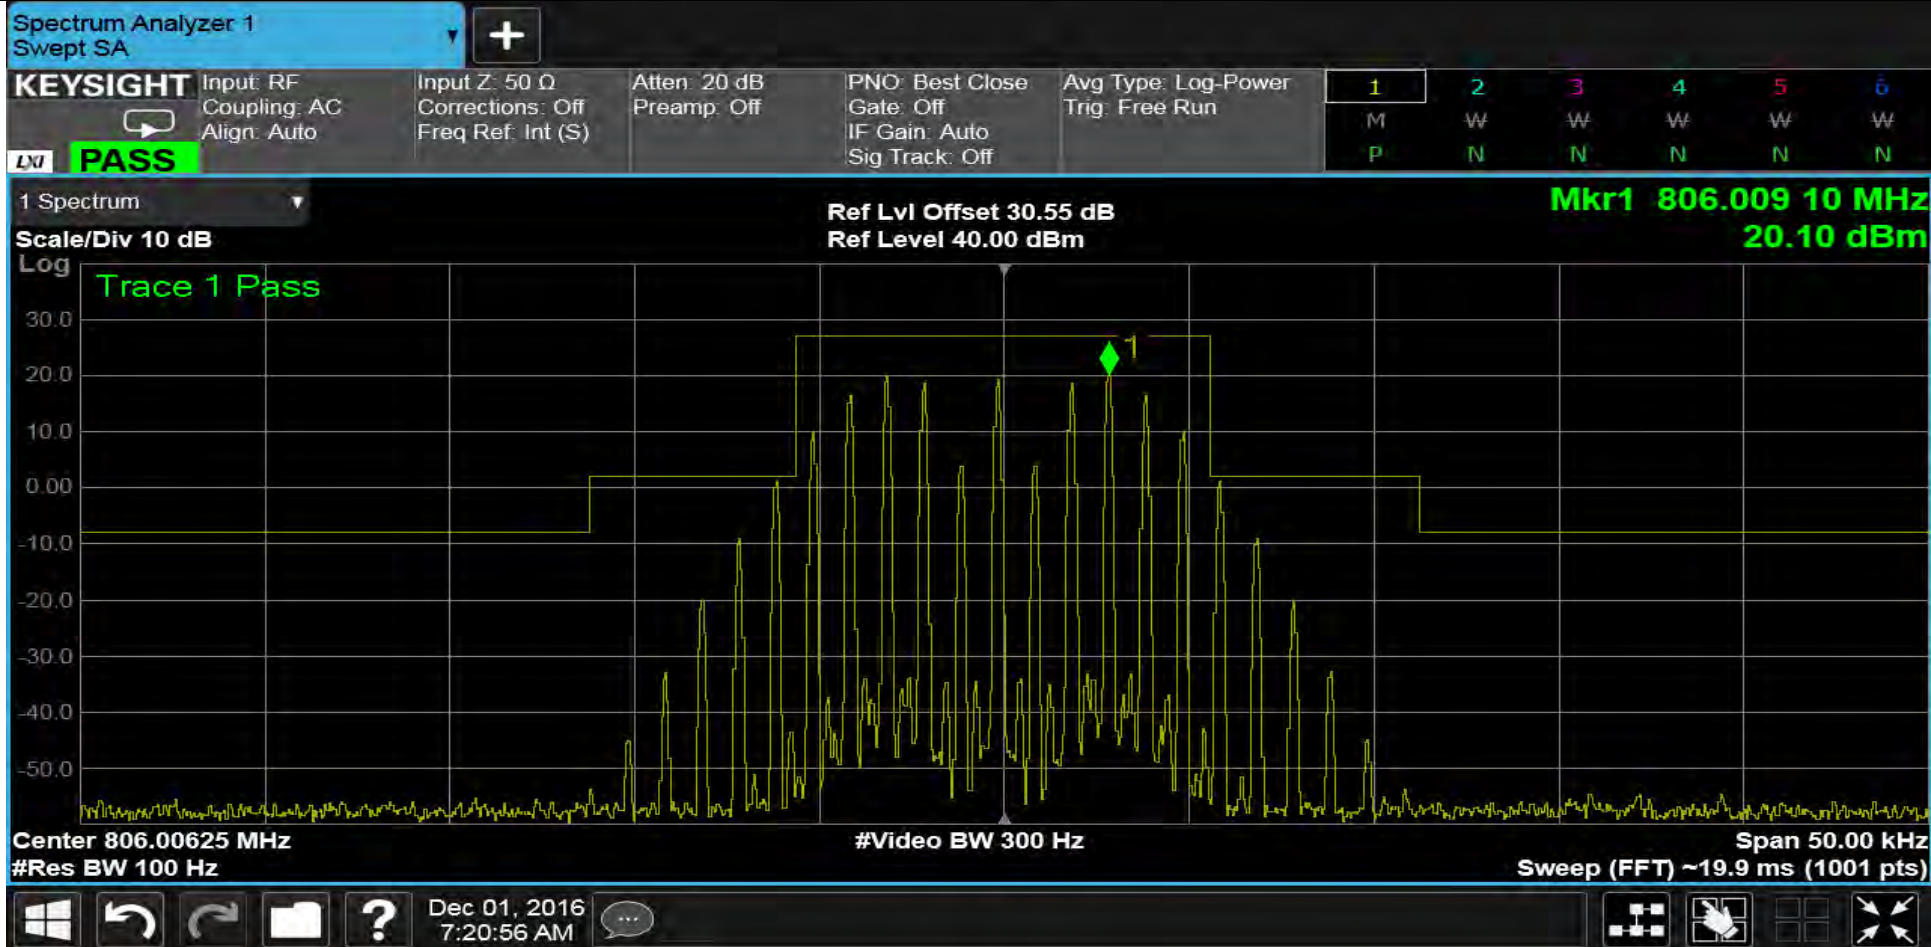 Spectrum Analyzer 1
Swept SA
KEYSIGHT
LXI
PASS
Input: RF
Coupling: AC
Align: Auto
Input Z: 50 Ω
Corrections: Off
Freq Ref: Int (S)
Atten: 20 dB
Preamp: Off
PNO: Best Close
Gate: Off
IF Gain: Auto
Sig Track: Off
Avg Type: Log-Power
Trig: Free Run
1 2 3 4 5 6
M W W W W W
P N N N N N
1 Spectrum
Scale/Div 10 dB
Ref Lvl Offset 30.55 dB
Ref Level 40.00 dBm
Mkr1 806.009 10 MHz
20.10 dBm
Log
Trace 1 Pass
1
30.0
20.0
10.0
0.00
-10.0
-20.0
-30.0
-40.0
-50.0
Center 806.00625 MHz
#Video BW 300 Hz
Span 50.00 kHz
#Res BW 100 Hz
Sweep (FFT) ~19.9 ms (1001 pts)
?
Dec 01, 2016
7:20:56 AM